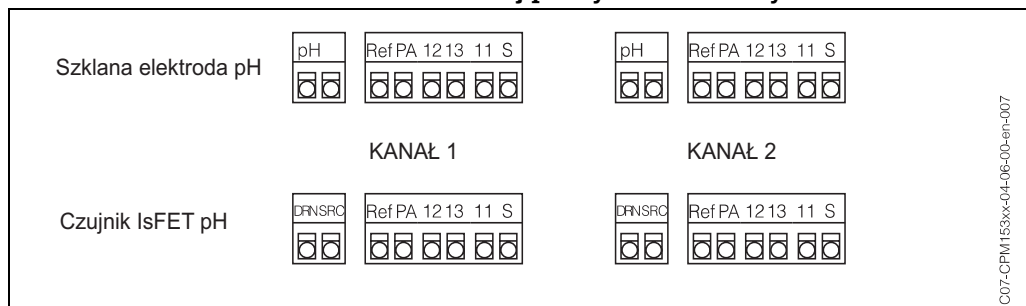 pH Ref PA 12 13 11 S pH Ref PA 12 13 11 S
Szklana elektroda pH
KANAŁ 1 KANAŁ 2
DRN SRC Ref PA 12 13 11 S DRN SRC Ref PA 12 13 11 S
Czujnik IsFET pH
C07-CPM153xx-04-06-00-en-007